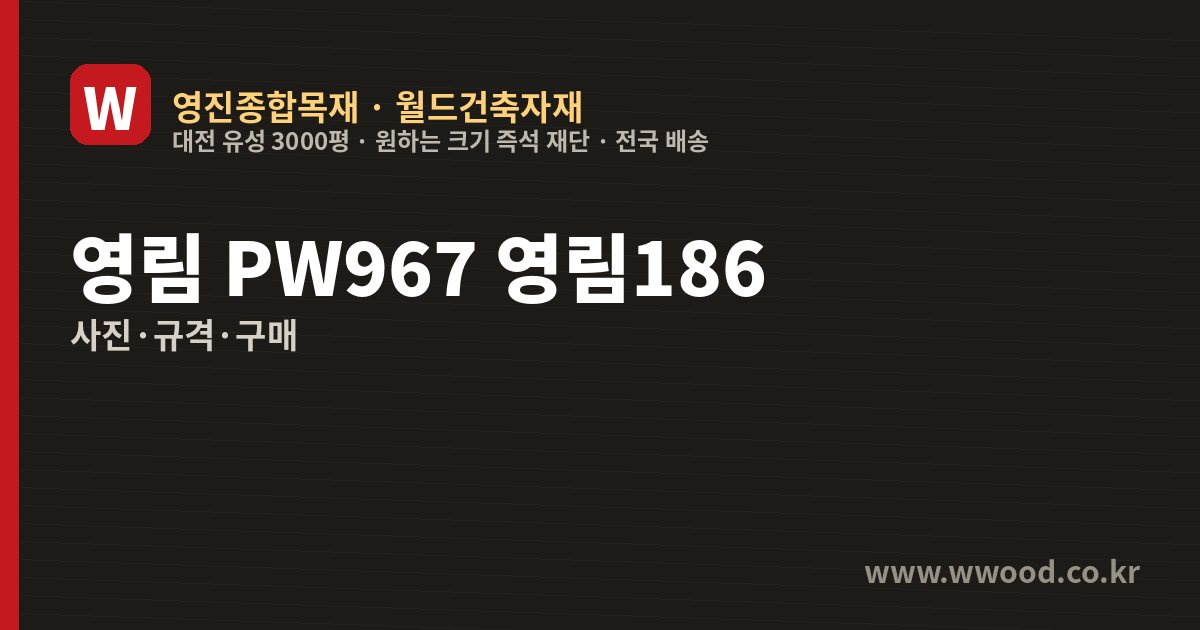 W
영진종합목재 · 월드건축자재
대전 유성 3000평 · 원하는 크기 즉석 재단 · 전국 배송
영림 PW967 영림186
사진·규격·구매
www.wwood.co.kr